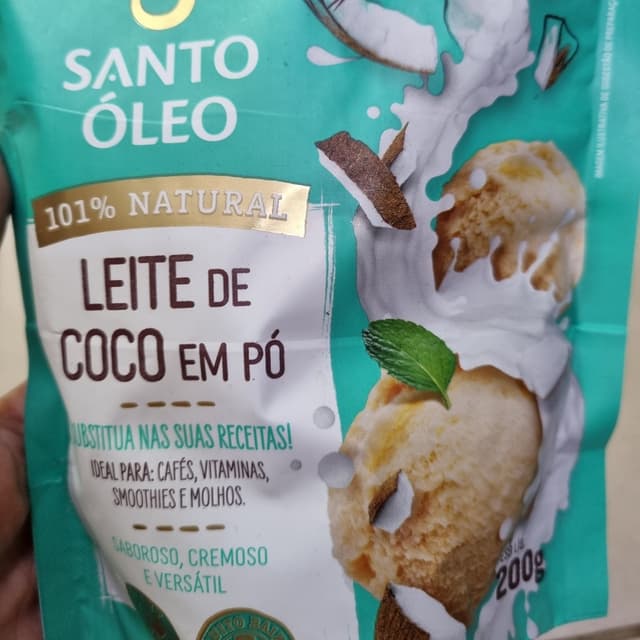 SANTO
ÓLEO
101% NATURAL
LEITE DE
COCO EM PÓ
SUBSTITUA NAS SUAS RECEITAS!
IDEAL PARA: CAFÉS, VITAMINAS,
SMOOTHIES E MOLHOS.
SABOROSO, CREMOSO
E VERSÁTIL
200g